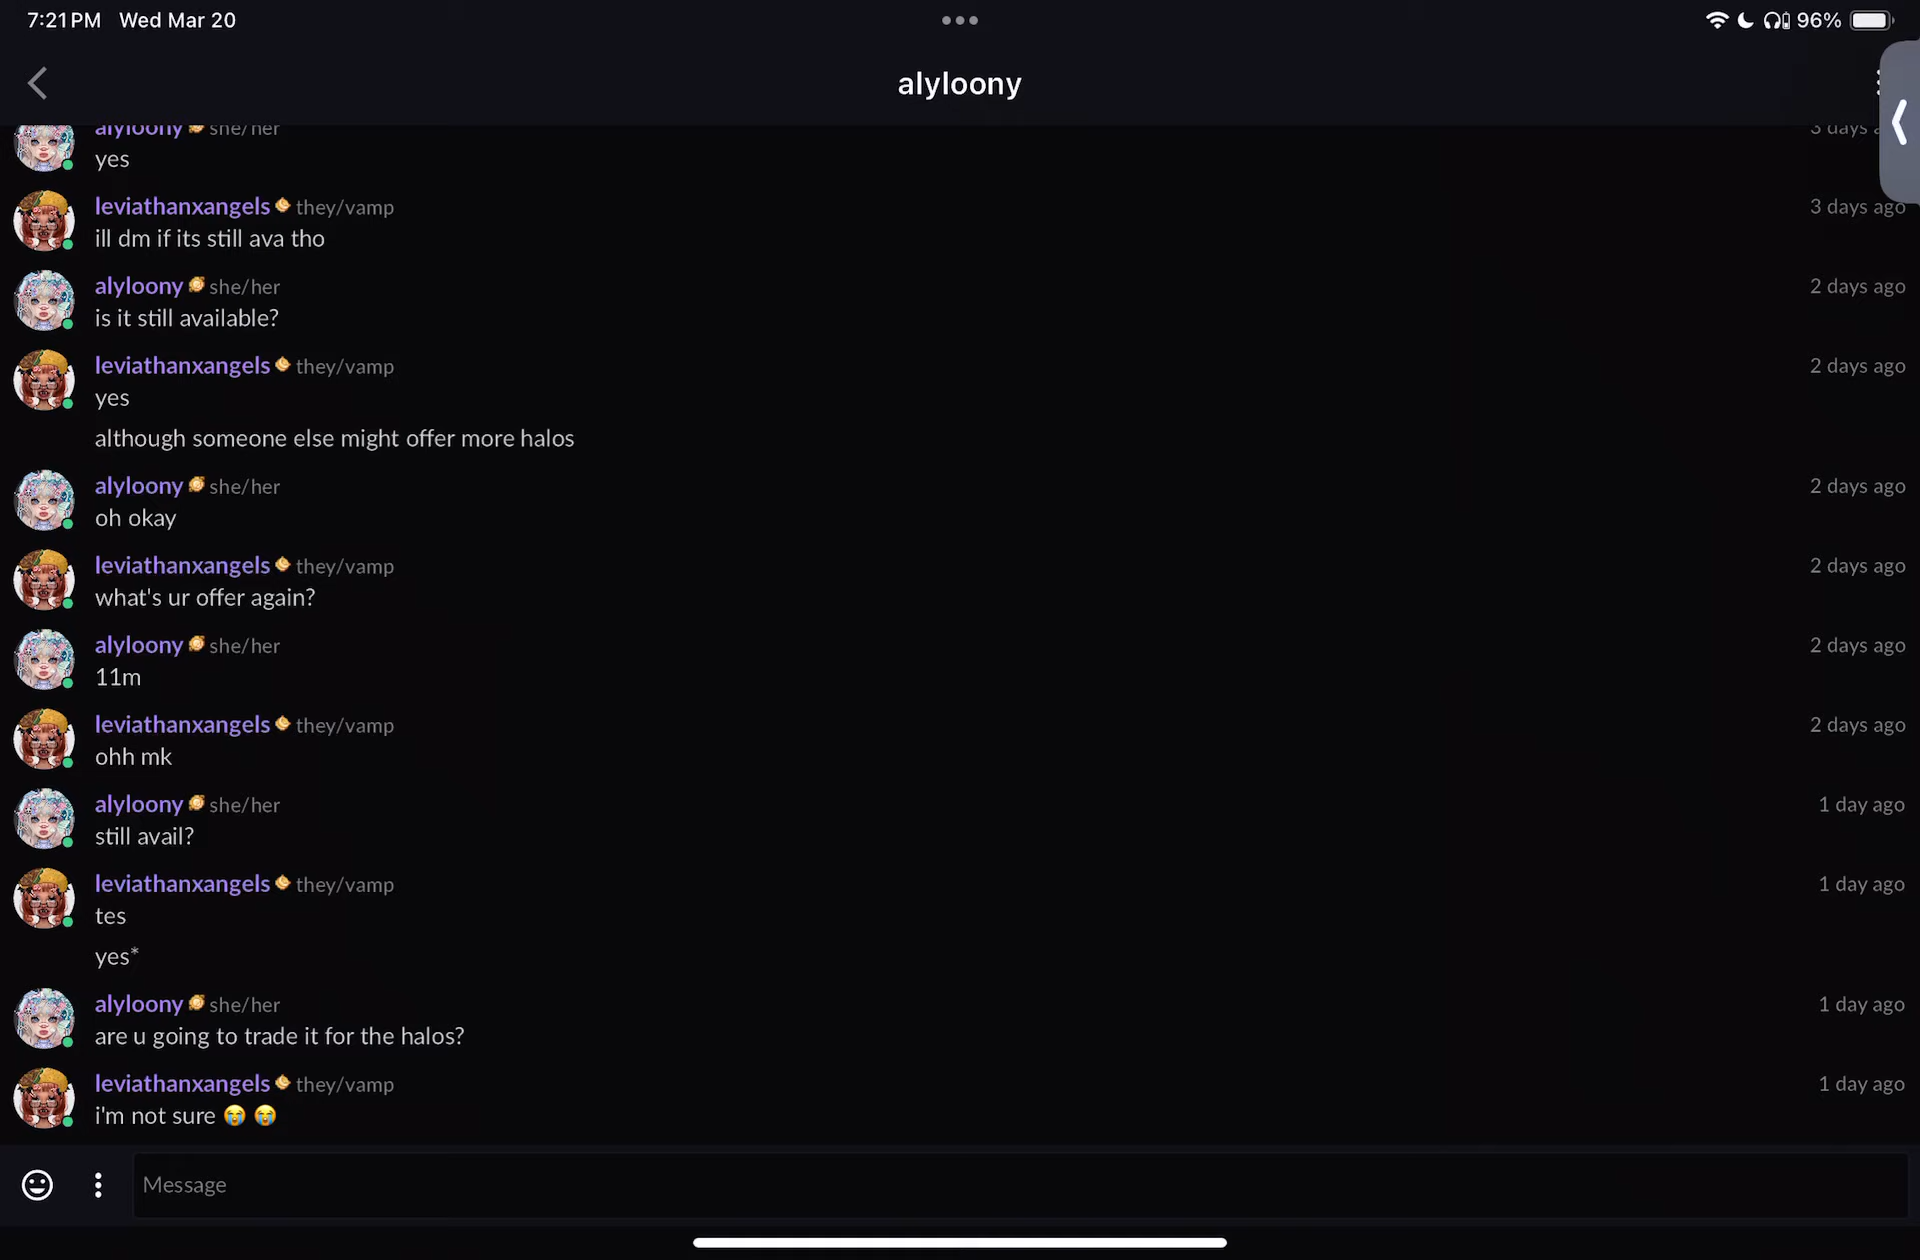 7:21 PM Wed Mar 20
96%
alyloony
alyloony she/her
3 days
yes
leviathanxangels they/vamp
3 days ago
ill dm if its still ava tho
alyloony she/her
2 days ago
is it still available?
leviathanxangels they/vamp
2 days ago
yes
although someone else might offer more halos
alyloony she/her
2 days ago
oh okay
leviathanxangels they/vamp
2 days ago
what's ur offer again?
alyloony she/her
2 days ago
11m
leviathanxangels they/vamp
2 days ago
ohh mk
alyloony she/her
1 day ago
still avail?
leviathanxangels they/vamp
1 day ago
tes
yes*
alyloony she/her
1 day ago
are u going to trade it for the halos?
leviathanxangels they/vamp
1 day ago
i'm not sure 😭 😭
Message